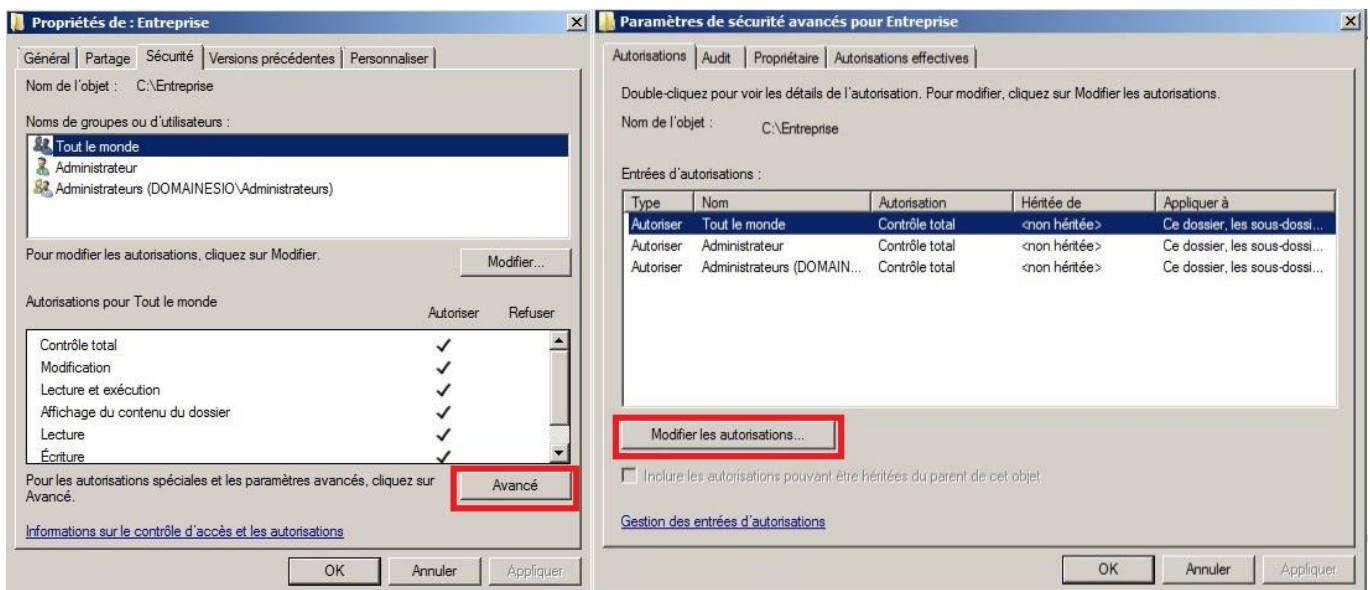 Propriétés de : Entreprise
Général Partage Sécurité Versions précédentes Personnaliser
Nom de l'objet : C:\Entreprise
Noms de groupes ou d'utilisateurs :
Tout le monde
Administrateur
Administrateurs (DOMAINESIO\Administrateurs)
Pour modifier les autorisations, cliquez sur Modifier.
Modifier...
Autorisations pour Tout le monde
Autoriser Refuser
Contrôle total
Modification
Lecture et exécution
Affichage du contenu du dossier
Lecture
Écriture
Pour les autorisations spéciales et les paramètres avancés, cliquez sur
Avancé.
Avancé
Informations sur le contrôle d'accès et les autorisations
OK Annuler Appliquer
Paramètres de sécurité avancés pour Entreprise
Autorisations Audit Propriétaire Autorisations effectives
Double-cliquez pour voir les détails de l'autorisation. Pour modifier, cliquez sur Modifier les autorisations.
Nom de l'objet : C:\Entreprise
Entrées d'autorisations :
Type Nom Autorisation Héritée de Appliquer à
Autoriser Tout le monde Contrôle total <non héritée> Ce dossier, les sous-dossi...
Autoriser Administrateur Contrôle total <non héritée> Ce dossier, les sous-dossi...
Autoriser Administrateurs (DOMAIN... Contrôle total <non héritée> Ce dossier, les sous-dossi...
Modifier les autorisations...
Inclure les autorisations pouvant être héritées du parent de cet objet
Gestion des entrées d'autorisations
OK Annuler Appliquer